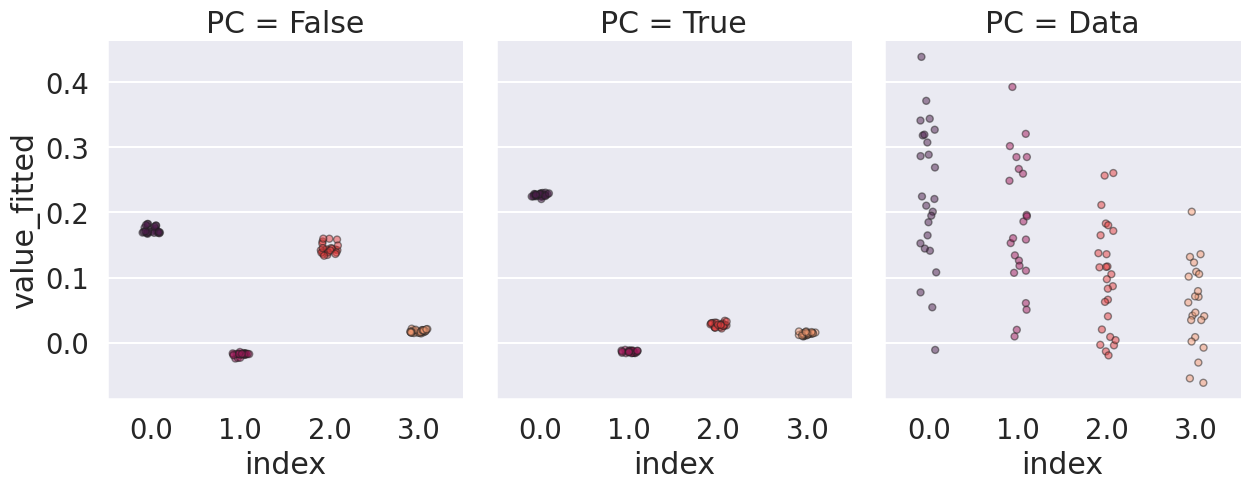 PC = False PC = True PC = Data
value_fitted
0.4
0.3
0.2
0.1
0.0
0.0 1.0 2.0 3.0 0.0 1.0 2.0 3.0 0.0 1.0 2.0 3.0
index index index